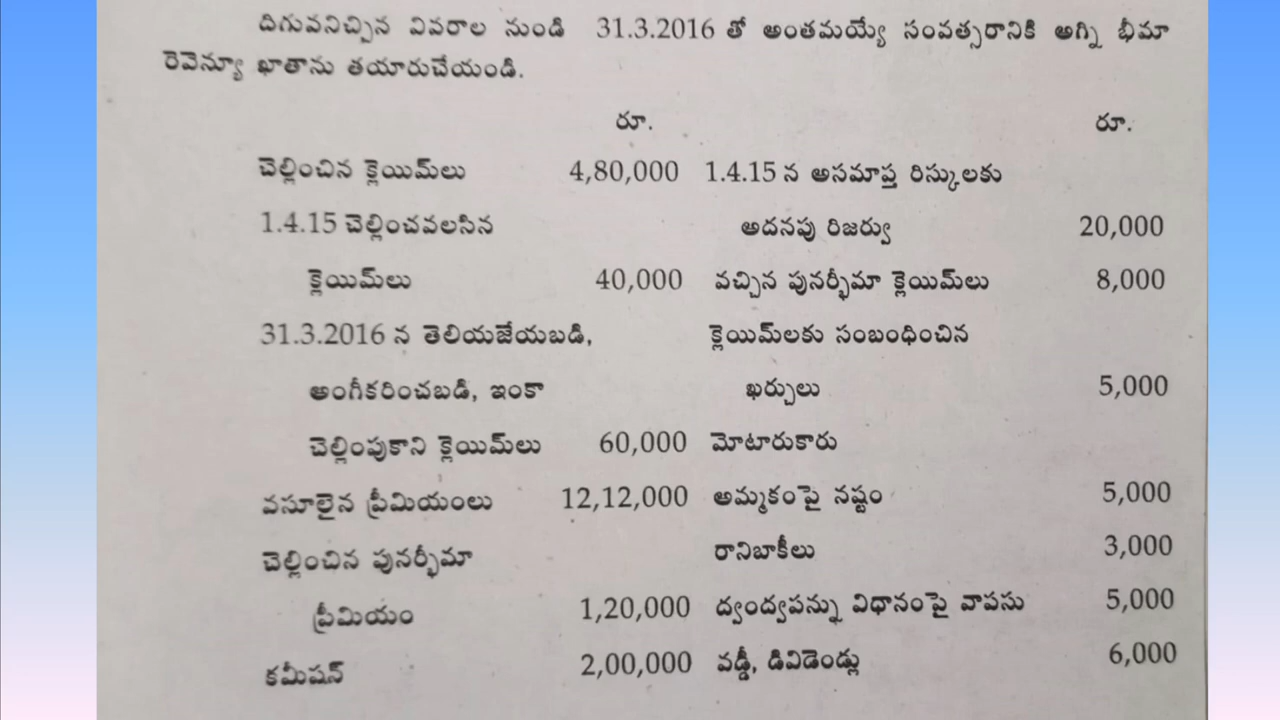 దిగువనిచ్చిన వివరాల నుండి 31.3.2016 తో అంతమయ్యే సంవత్సరానికి అగ్ని భీమా
రెవెన్యూ ఖాతాను తయారుచేయండి.
రూ. రూ.
చెల్లించిన క్లెయిమ్‌లు 4,80,000 1.4.15 న అసమాప్త రిస్కులకు
1.4.15 చెల్లించవలసిన అదనపు రిజర్వు 20,000
క్లెయిమ్‌లు 40,000 వచ్చిన పునర్భీమా క్లెయిమ్‌లు 8,000
31.3.2016 న తెలియజేయబడి, క్లెయిమ్‌లకు సంబంధించిన
అంగీకరించబడి, ఇంకా ఖర్చులు 5,000
చెల్లింపుకాని క్లెయిమ్‌లు 60,000 మోటారుకారు
వసూలైన ప్రీమియంలు 12,12,000 అమ్మకంపై నష్టం 5,000
చెల్లించిన పునర్భీమా రానిబాకీలు 3,000
ప్రీమియం 1,20,000 ద్వంద్వపన్ను విధానంపై వాపసు 5,000
కమీషన్ 2,00,000 వడ్డీ, డివిడెండ్లు 6,000